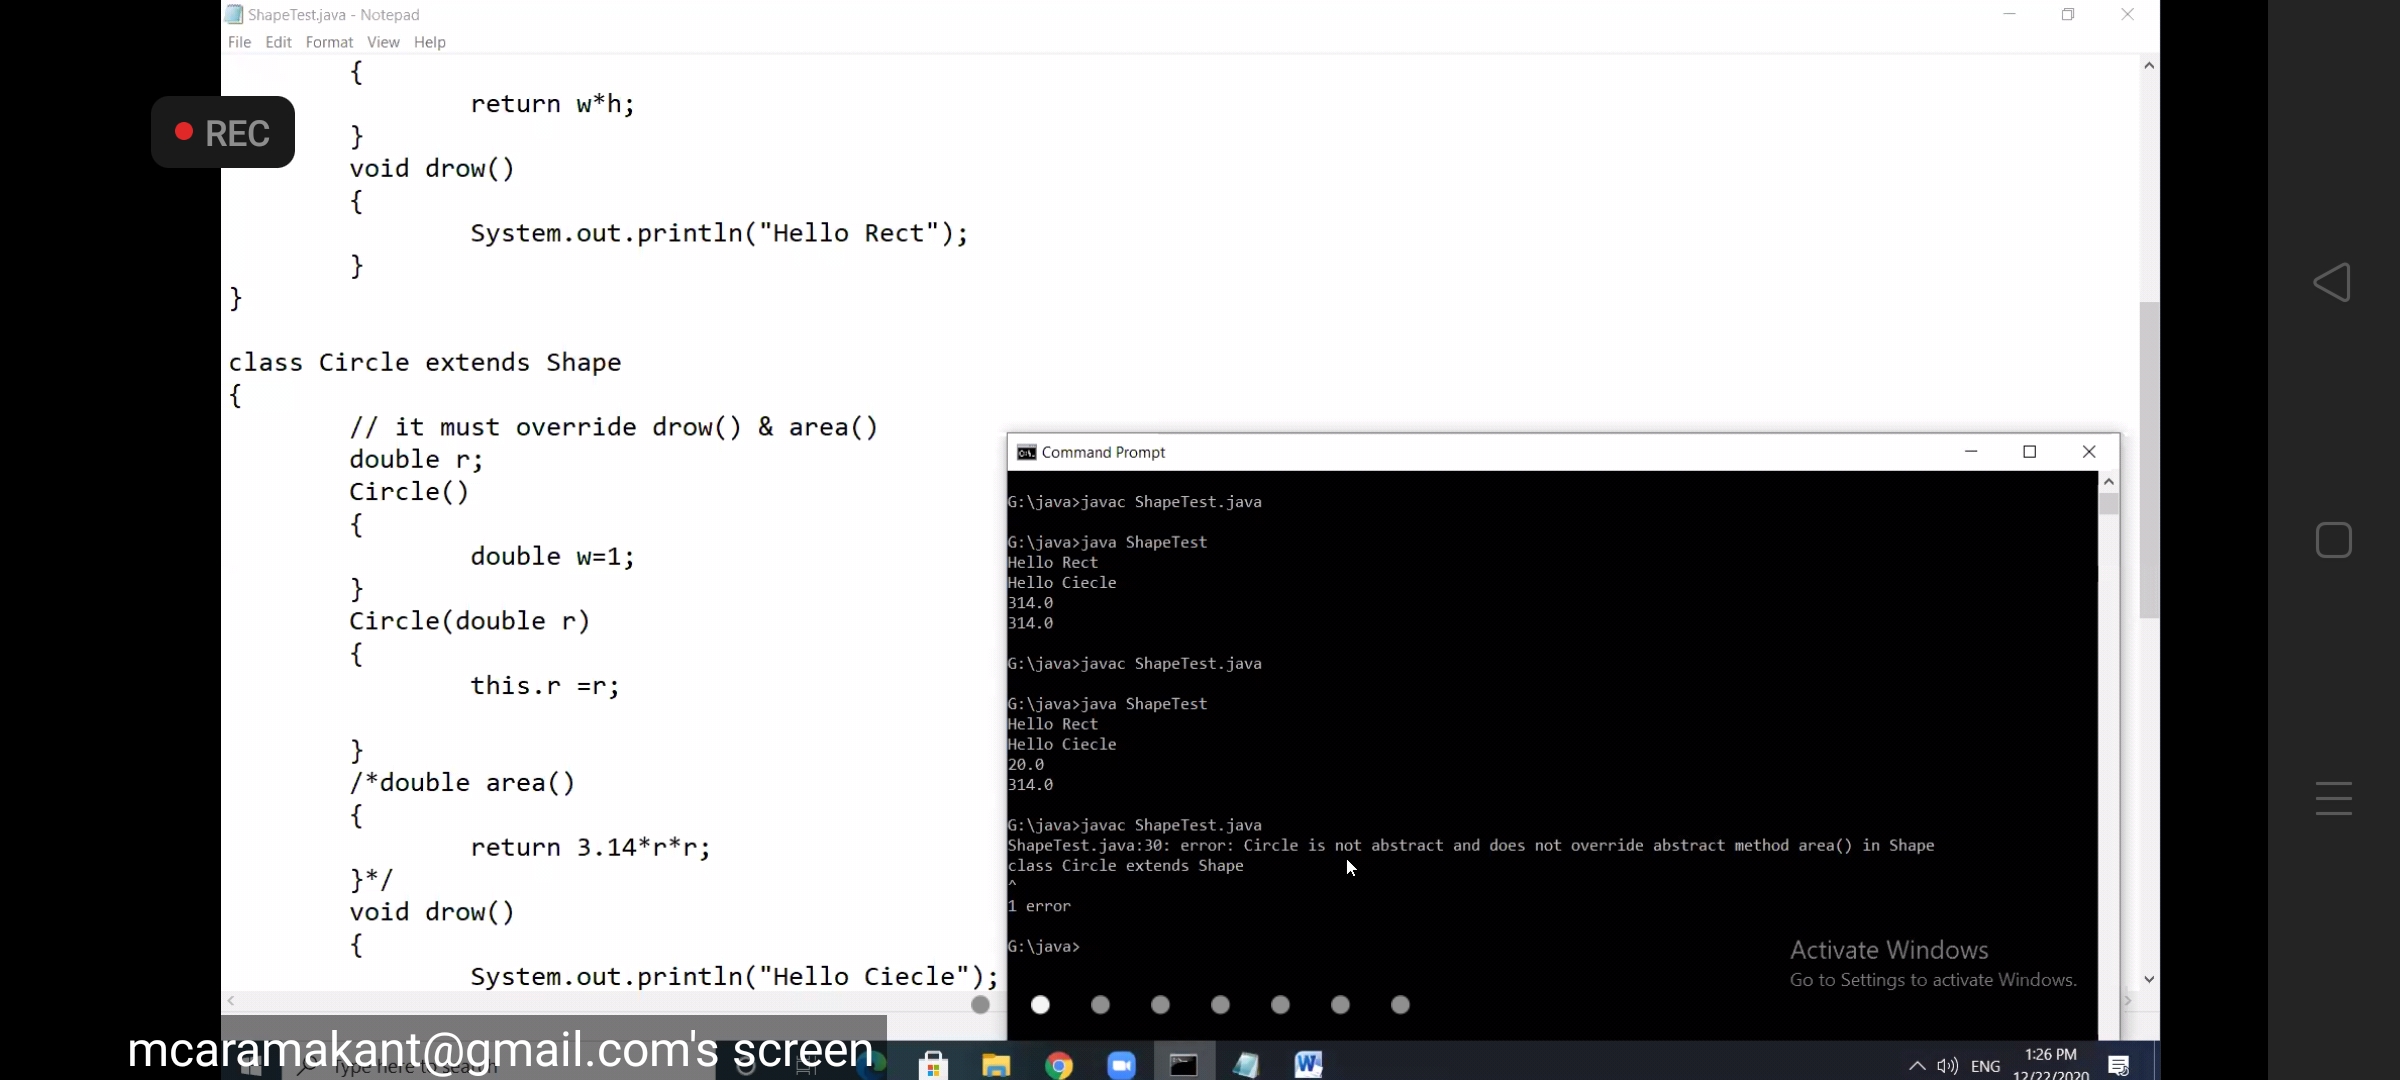 ShapeTest.java - Notepad
File Edit Format View Help
{
return w*h;
}
REC
void drow()
{
System.out.println("Hello Rect");
}
}
class Circle extends Shape
{
// it must override drow() & area()
double r;
Circle()
{
double w=1;
}
Circle(double r)
{
this.r =r;
}
/*double area()
{
return 3.14*r*r;
}*/
void drow()
{
System.out.println("Hello Ciecle");
Command Prompt
G:\java>javac ShapeTest.java
G:\java>java ShapeTest
Hello Rect
Hello Ciecle
314.0
314.0
G:\java>javac ShapeTest.java
G:\java>java ShapeTest
Hello Rect
Hello Ciecle
20.0
314.0
G:\java>javac ShapeTest.java
ShapeTest.java:30: error: Circle is not abstract and does not override abstract method area() in Shape
class Circle extends Shape
^
1 error
G:\java>
Activate Windows
Go to Settings to activate Windows.
mcaramakant@gmail.com's screen
Type here to search
ENG
1:26 PM
12/22/2020